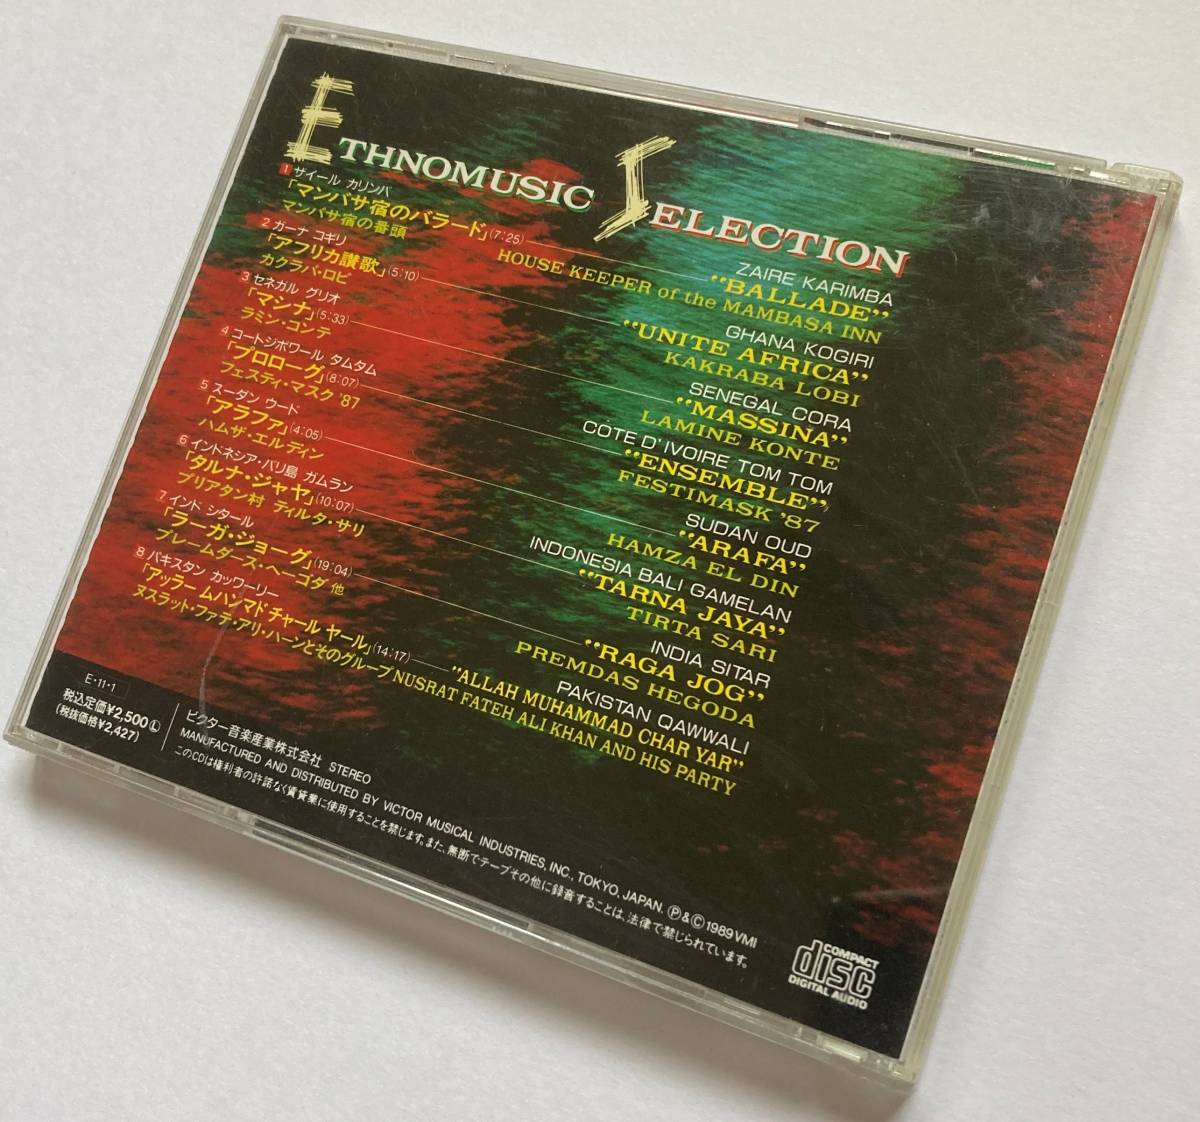 ETHNOMUSIC SELECTION
1 サイール カリンバ
「マンバサ宿のバラード」(7:25)
マンバサ宿の番頭
ZAIRE KARIMBA
"BALLADE"
HOUSE KEEPER of the MAMBASA INN
2 ガーナ コギリ
「アフリカ讃歌」(5:10)
カクラバ・ロビ
GHANA KOGIRI
"UNITE AFRICA"
KAKRABA LOBI
3 セネガル グリオ
「マシナ」(5:33)
ラミン・コンテ
SENEGAL CORA
"MASSINA"
LAMINE KONTE
4 コートジボワール タムタム
「プロローグ」(8:07)
フェスティ・マスク '87
COTE D'IVOIRE TOM TOM
"ENSEMBLE"
FESTIMASK '87
5 スーダン ウード
「アラファ」(4:05)
ハムザ・エルディン
SUDAN OUD
"ARAFA"
HAMZA EL DIN
6 インドネシア・バリ島 ガムラン
「タルナ・ジャヤ」(10:07)
プリアタン村 ティルタ・サリ
INDONESIA BALI GAMELAN
"TARNA JAYA"
TIRTA SARI
7 インド シタール
「ラーガ・ジョーグ」(19:04)
プレームダース・ヘーゴダ 他
INDIA SITAR
"RAGA JOG"
PREMDAS HEGODA
8 パキスタン カッワーリー
「アッラー ムハンマド チャール ヤール」(14:17)
ヌスラット・ファテ・アリ・ハーンとそのグループ
PAKISTAN QAWWALI
"ALLAH MUHAMMAD CHAR YAR"
NUSRAT FATEH ALI KHAN AND HIS PARTY
E・11・1
税込定価¥2,500Ⓛ
(税抜価格¥2,427)
ビクター音楽産業株式会社 STEREO
MANUFACTURED AND DISTRIBUTED BY VICTOR MUSICAL INDUSTRIES, INC., TOKYO, JAPAN. Ⓟ&Ⓒ1989 VMI
このCDは権利者の許諾なく賃貸業に使用することを禁じます。また、無断でテープその他に録音することは、法律で禁じられています。
COMPACT
disc
DIGITAL AUDIO